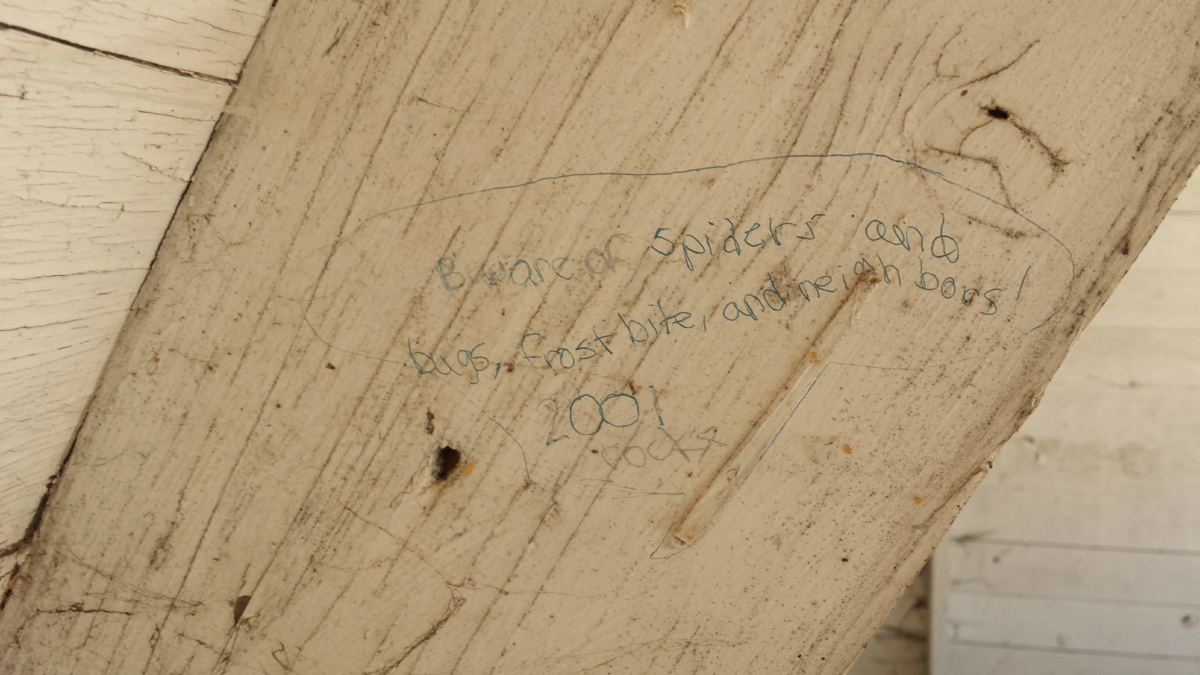 Beware of spiders and
bugs, frost bite, and neighbors!
2001
rocks